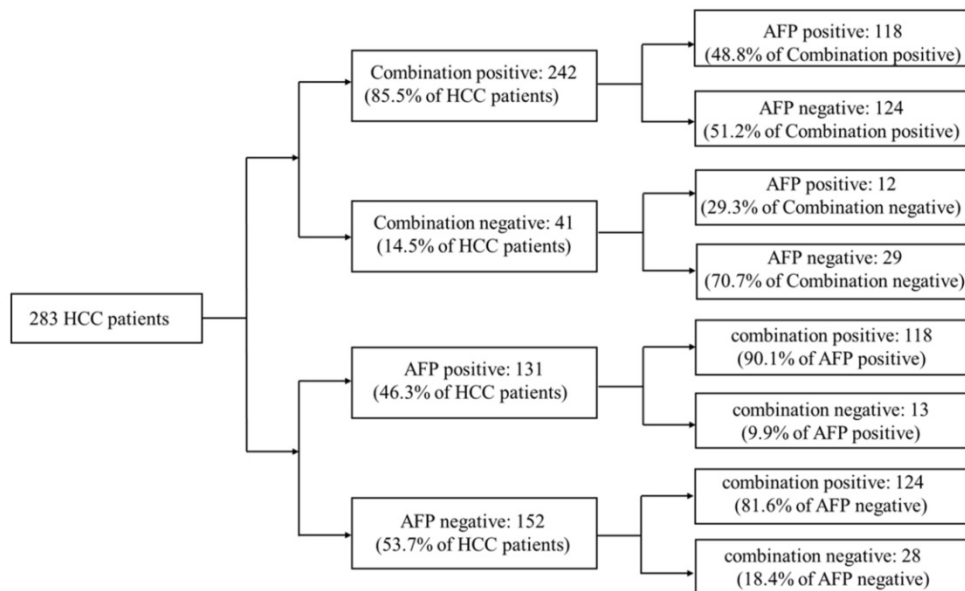 283 HCC patients
Combination positive: 242
(85.5% of HCC patients)
AFP positive: 118
(48.8% of Combination positive)
AFP negative: 124
(51.2% of Combination positive)
Combination negative: 41
(14.5% of HCC patients)
AFP positive: 12
(29.3% of Combination negative)
AFP negative: 29
(70.7% of Combination negative)
AFP positive: 131
(46.3% of HCC patients)
combination positive: 118
(90.1% of AFP positive)
combination negative: 13
(9.9% of AFP positive)
AFP negative: 152
(53.7% of HCC patients)
combination positive: 124
(81.6% of AFP negative)
combination negative: 28
(18.4% of AFP negative)